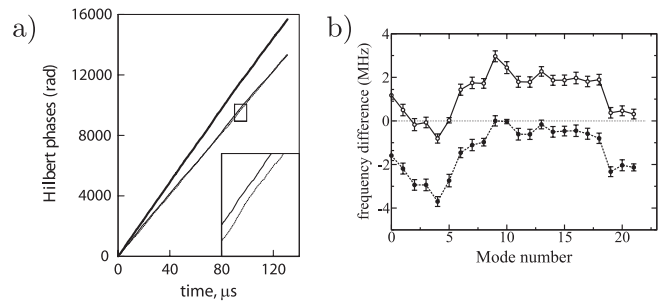 a)
Hilbert phases (rad)
16000
12000
8000
4000
0
0 40 80 120
time, μs
b)
frequency difference (MHz)
4
2
0
-2
-4
0 5 10 15 20
Mode number